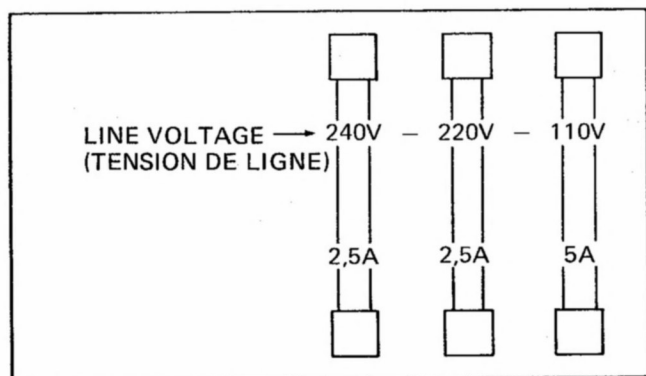 LINE VOLTAGE → 240V – 220V – 110V
(TENSION DE LIGNE)
2,5A 2,5A 5A